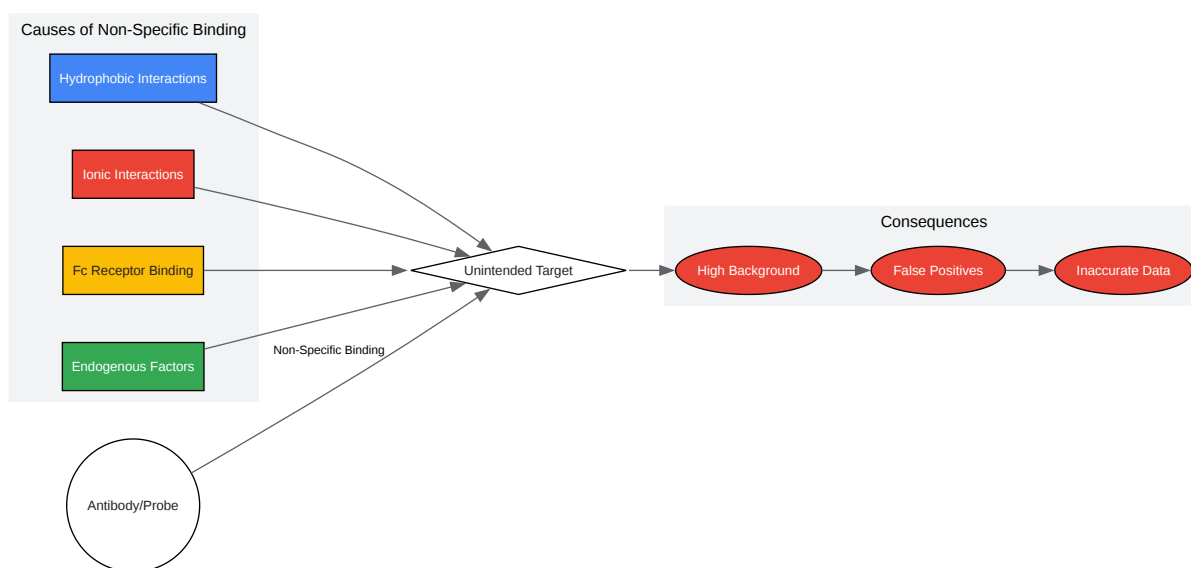 Causes of Non-Specific Binding
Hydrophobic Interactions
Ionic Interactions
Fc Receptor Binding
Endogenous Factors
Non-Specific Binding
Antibody/Probe
Unintended Target
Consequences
High Background
False Positives
Inaccurate Data